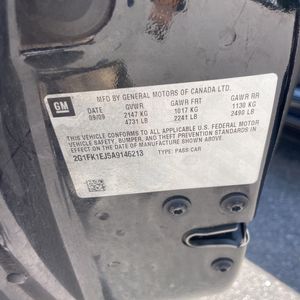 GM
MFD BY GENERAL MOTORS OF CANADA LTD.
DATE GVWR GAWR FRT GAWR RR
09/09 2147 KG 1017 KG 1130 KG
4731 LB 2241 LB 2490 LB
THIS VEHICLE CONFORMS TO ALL APPLICABLE U.S. FEDERAL MOTOR
VEHICLE SAFETY, BUMPER, AND THEFT PREVENTION STANDARDS IN
EFFECT ON THE DATE OF MANUFACTURE SHOWN ABOVE.
2G1FK1EJ5A9146213 TYPE: PASS CAR